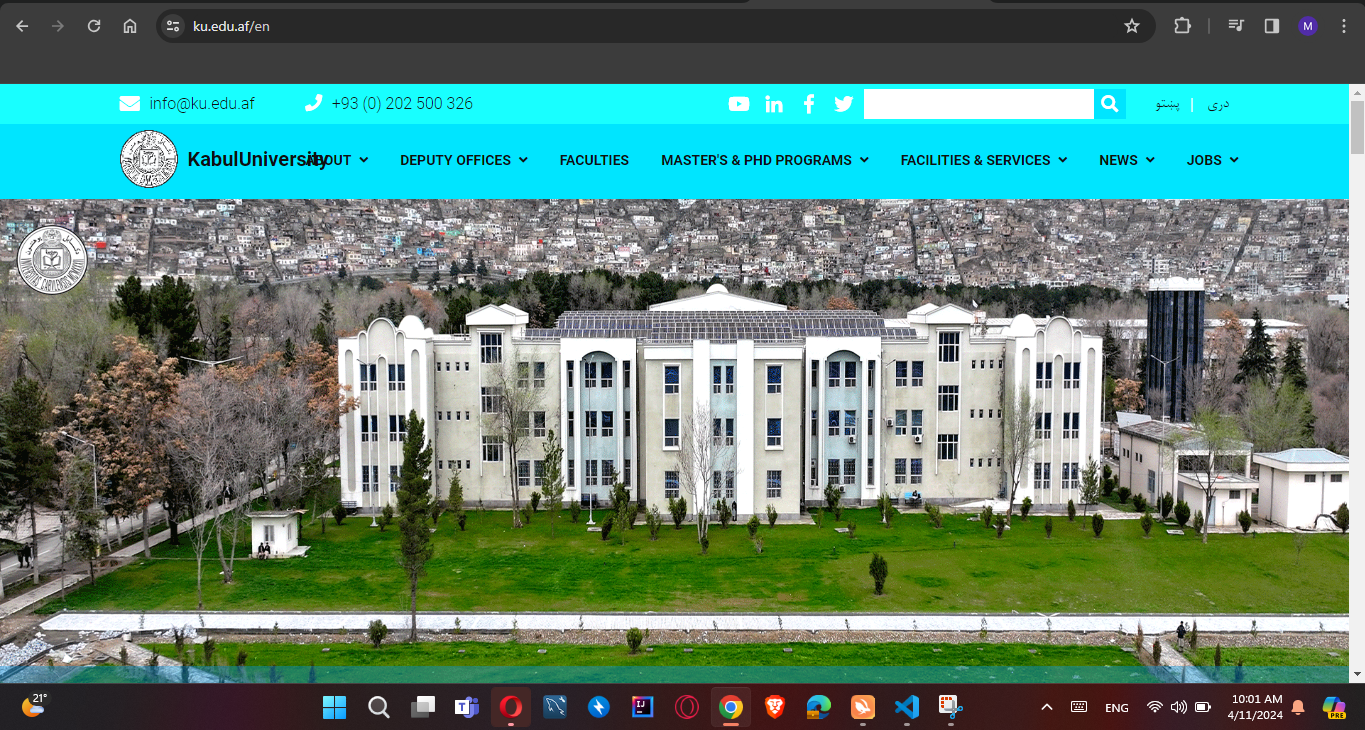 ku.edu.af/en
M
info@ku.edu.af
+93 (0) 202 500 326
پښتو | دری
KabulUniversity
ABOUT
DEPUTY OFFICES
FACULTIES
MASTER'S & PHD PROGRAMS
FACILITIES & SERVICES
NEWS
JOBS
21°
ENG
10:01 AM
4/11/2024
PRE